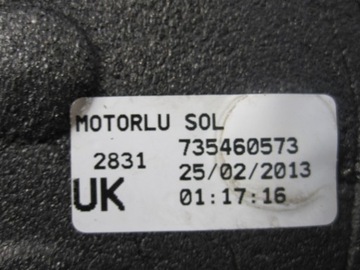 MOTORLU SOL
735460573
2831 25/02/2013
UK 01:17:16